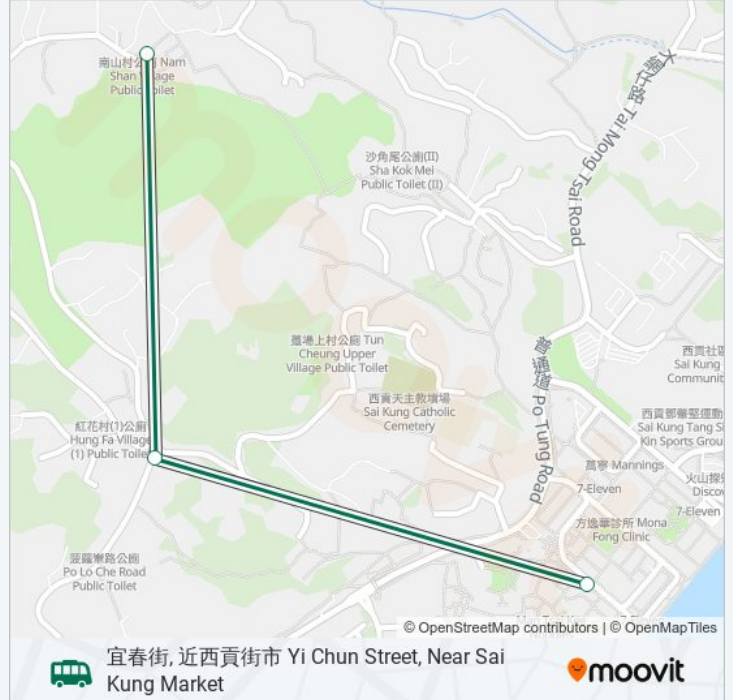 南山村公廁 Nam
Shan Village
Public Toilet
大網仔路 Tai Mong Tsai Road
沙角尾公廁(II)
Sha Kok Mei
Public Toilet (II)
躉場上村公廁 Tun
Cheung Upper
Village Public Toilet
普通道 Po Tung Road
西貢社區
Sai Kung
Communit
西貢天主教墳場
Sai Kung Catholic
Cemetery
西貢鄧肇堅運動
Sai Kung Tang S
Kin Sports Grou
紅花村(1)公廁
Hung Fa Village
(1) Public Toile
萬寧 Mannings
7-Eleven
火山探
Disco
7-Eleven
方逸華診所 Mona
Fong Clinic
菠蘿輋路公廁
Po Lo Che Road
Public Toilet
© OpenStreetMap contributors | © OpenMapTiles
宜春街, 近西貢街市 Yi Chun Street, Near Sai
Kung Market
moovit